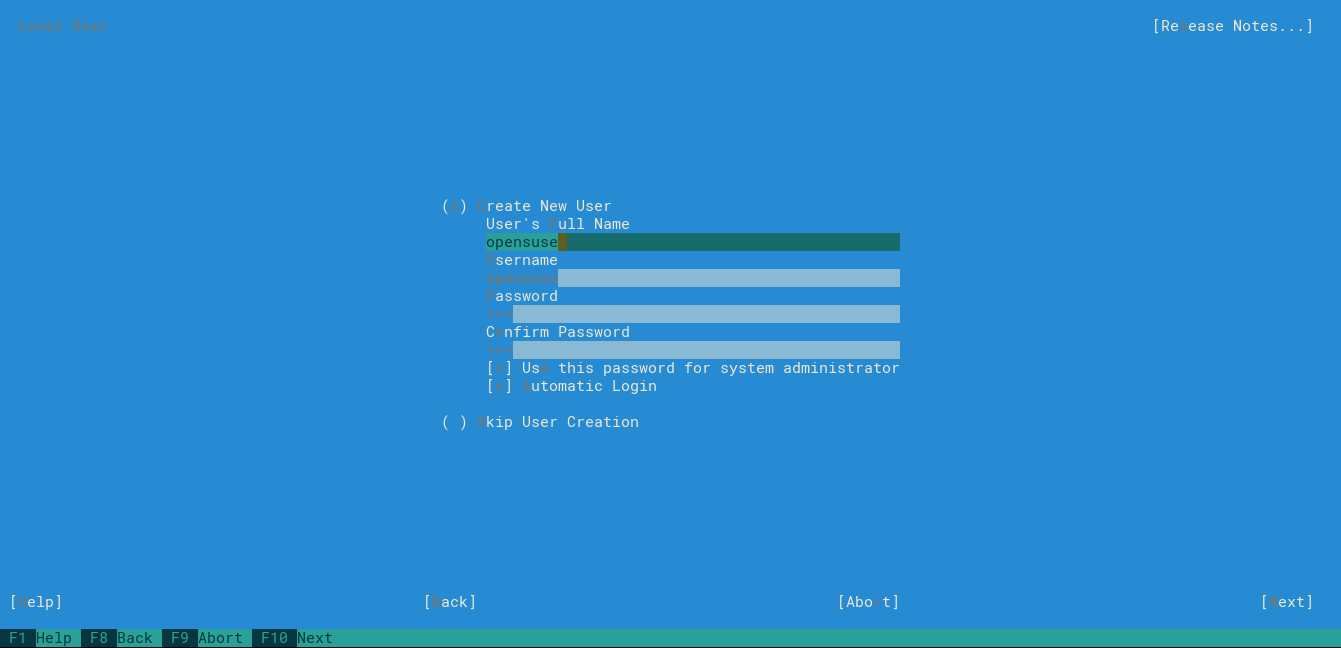 Local User [Release Notes...]
(x) Create New User
User's Full Name
opensuse
Username
opensuse
Password
***
Confirm Password
***
[x] Use this password for system administrator
[x] Automatic Login
( ) Skip User Creation
[Help] [Back] [Abort] [Next]
F1 Help F8 Back F9 Abort F10 Next